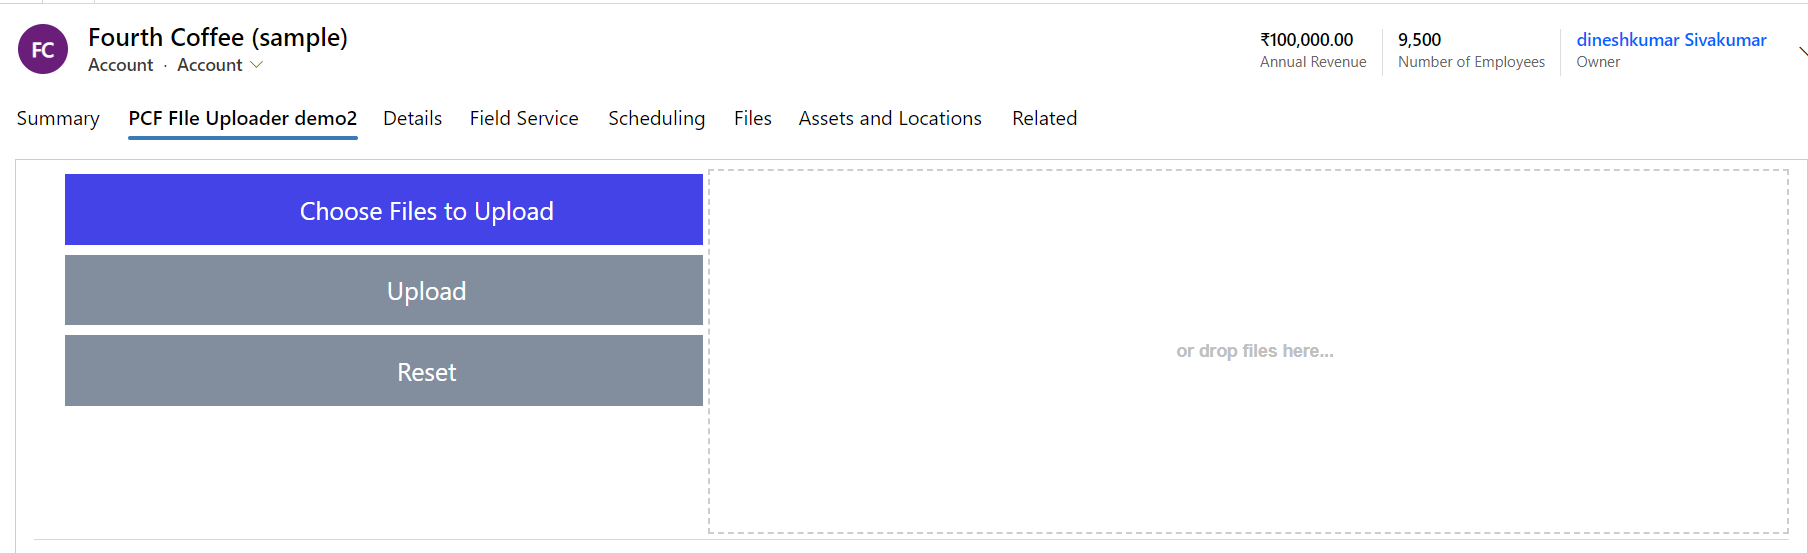 FC
Fourth Coffee (sample)
Account · Account
₹100,000.00
Annual Revenue
9,500
Number of Employees
dineshkumar Sivakumar
Owner
Summary
PCF FIle Uploader demo2
Details
Field Service
Scheduling
Files
Assets and Locations
Related
Choose Files to Upload
Upload
Reset
or drop files here...